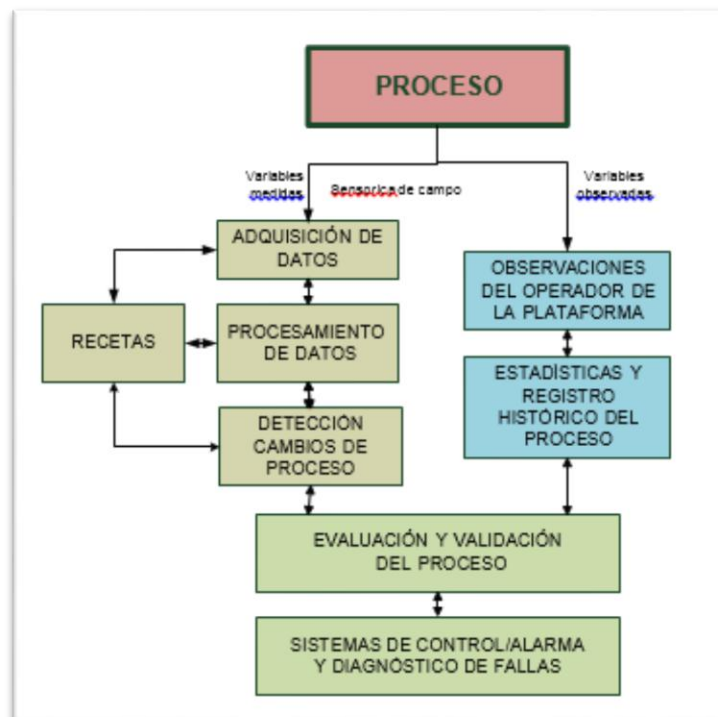 PROCESO
Variables
medidas
Sensorica de campo
Variables
observadas
ADQUISICIÓN DE
DATOS
OBSERVACIONES
DEL OPERADOR DE
LA PLATAFORMA
RECETAS
PROCESAMIENTO
DE DATOS
ESTADÍSTICAS Y
REGISTRO
HISTÓRICO DEL
PROCESO
DETECCIÓN
CAMBIOS DE
PROCESO
EVALUACIÓN Y VALIDACIÓN
DEL PROCESO
SISTEMAS DE CONTROL/ALARMA
Y DIAGNÓSTICO DE FALLAS